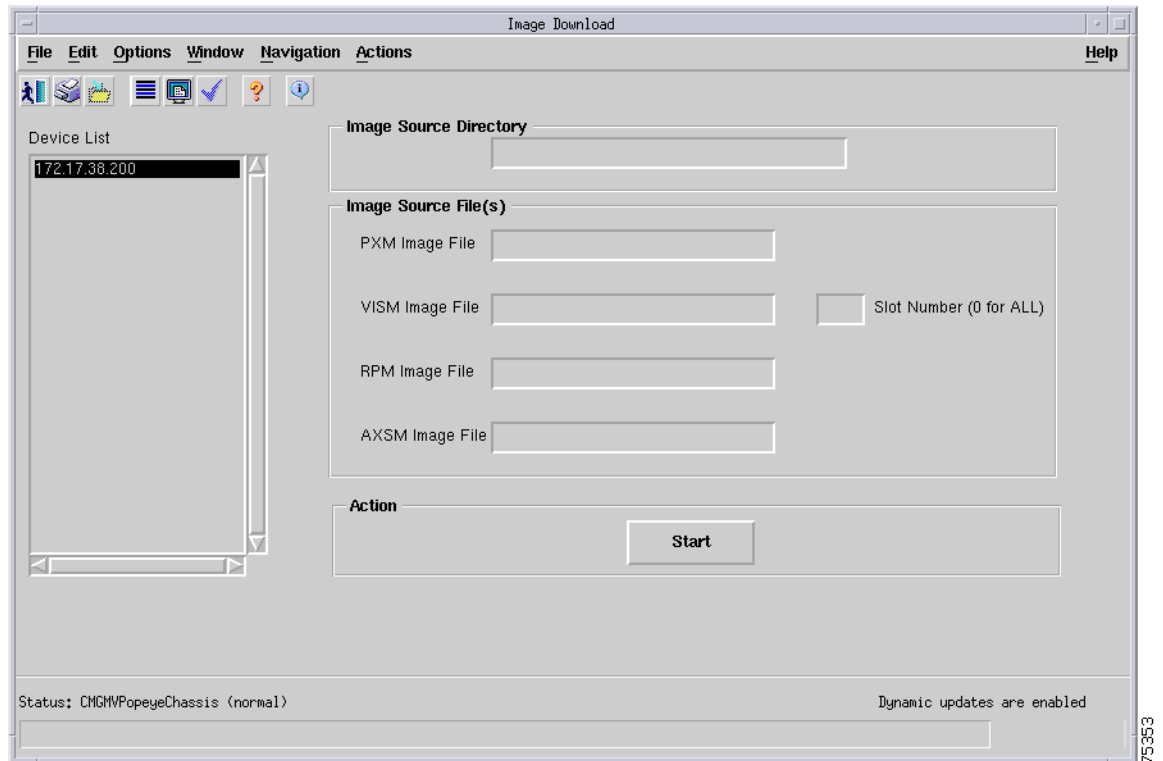 Image Download
File Edit Options Window Navigation Actions Help
Device List
172.17.38.200
Image Source Directory
Image Source File(s)
PXM Image File
VISM Image File
Slot Number (0 for ALL)
RPM Image File
AXSM Image File
Action
Start
Status: CMGMVPopeyeChassis (normal)
Dynamic updates are enabled
75353